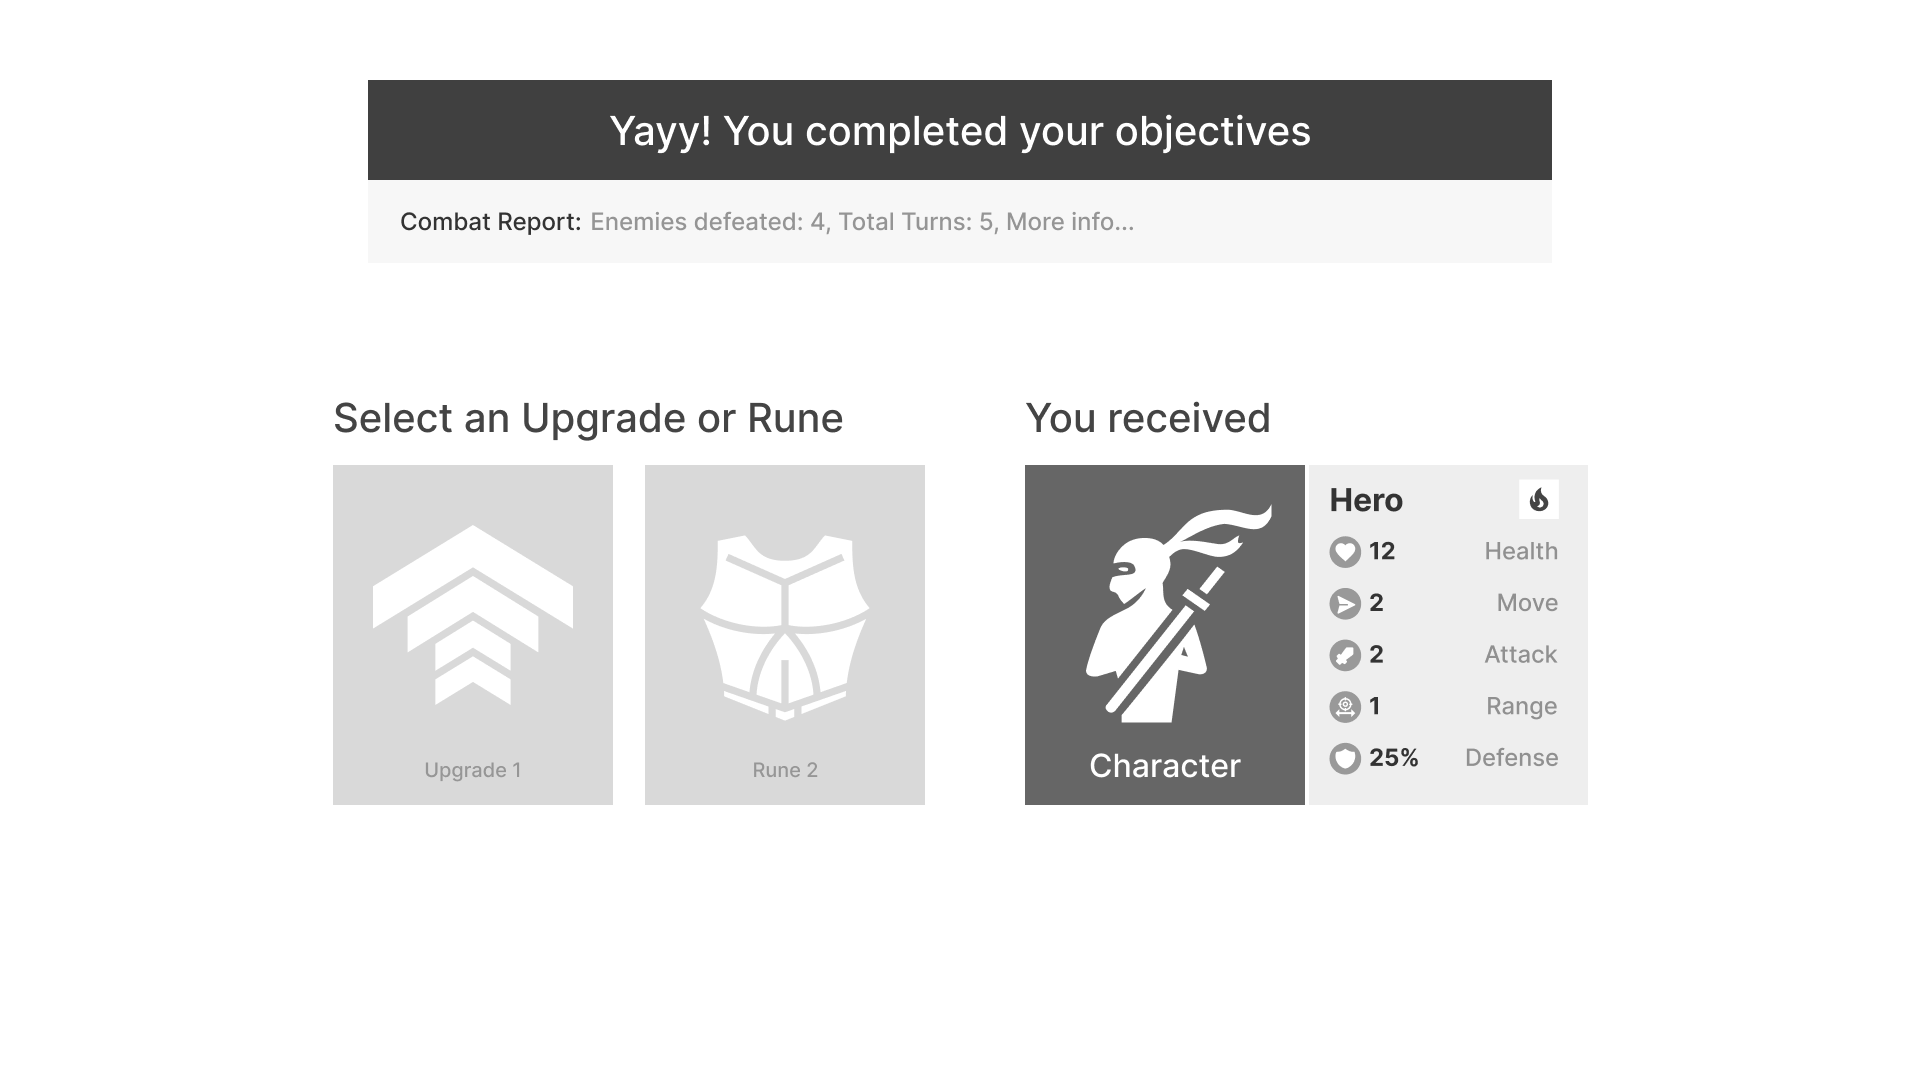 Yayy! You completed your objectives
Combat Report: Enemies defeated: 4, Total Turns: 5, More info...
Select an Upgrade or Rune
Upgrade 1
Rune 2
You received
Character
Hero
12 Health
2 Move
2 Attack
1 Range
25% Defense